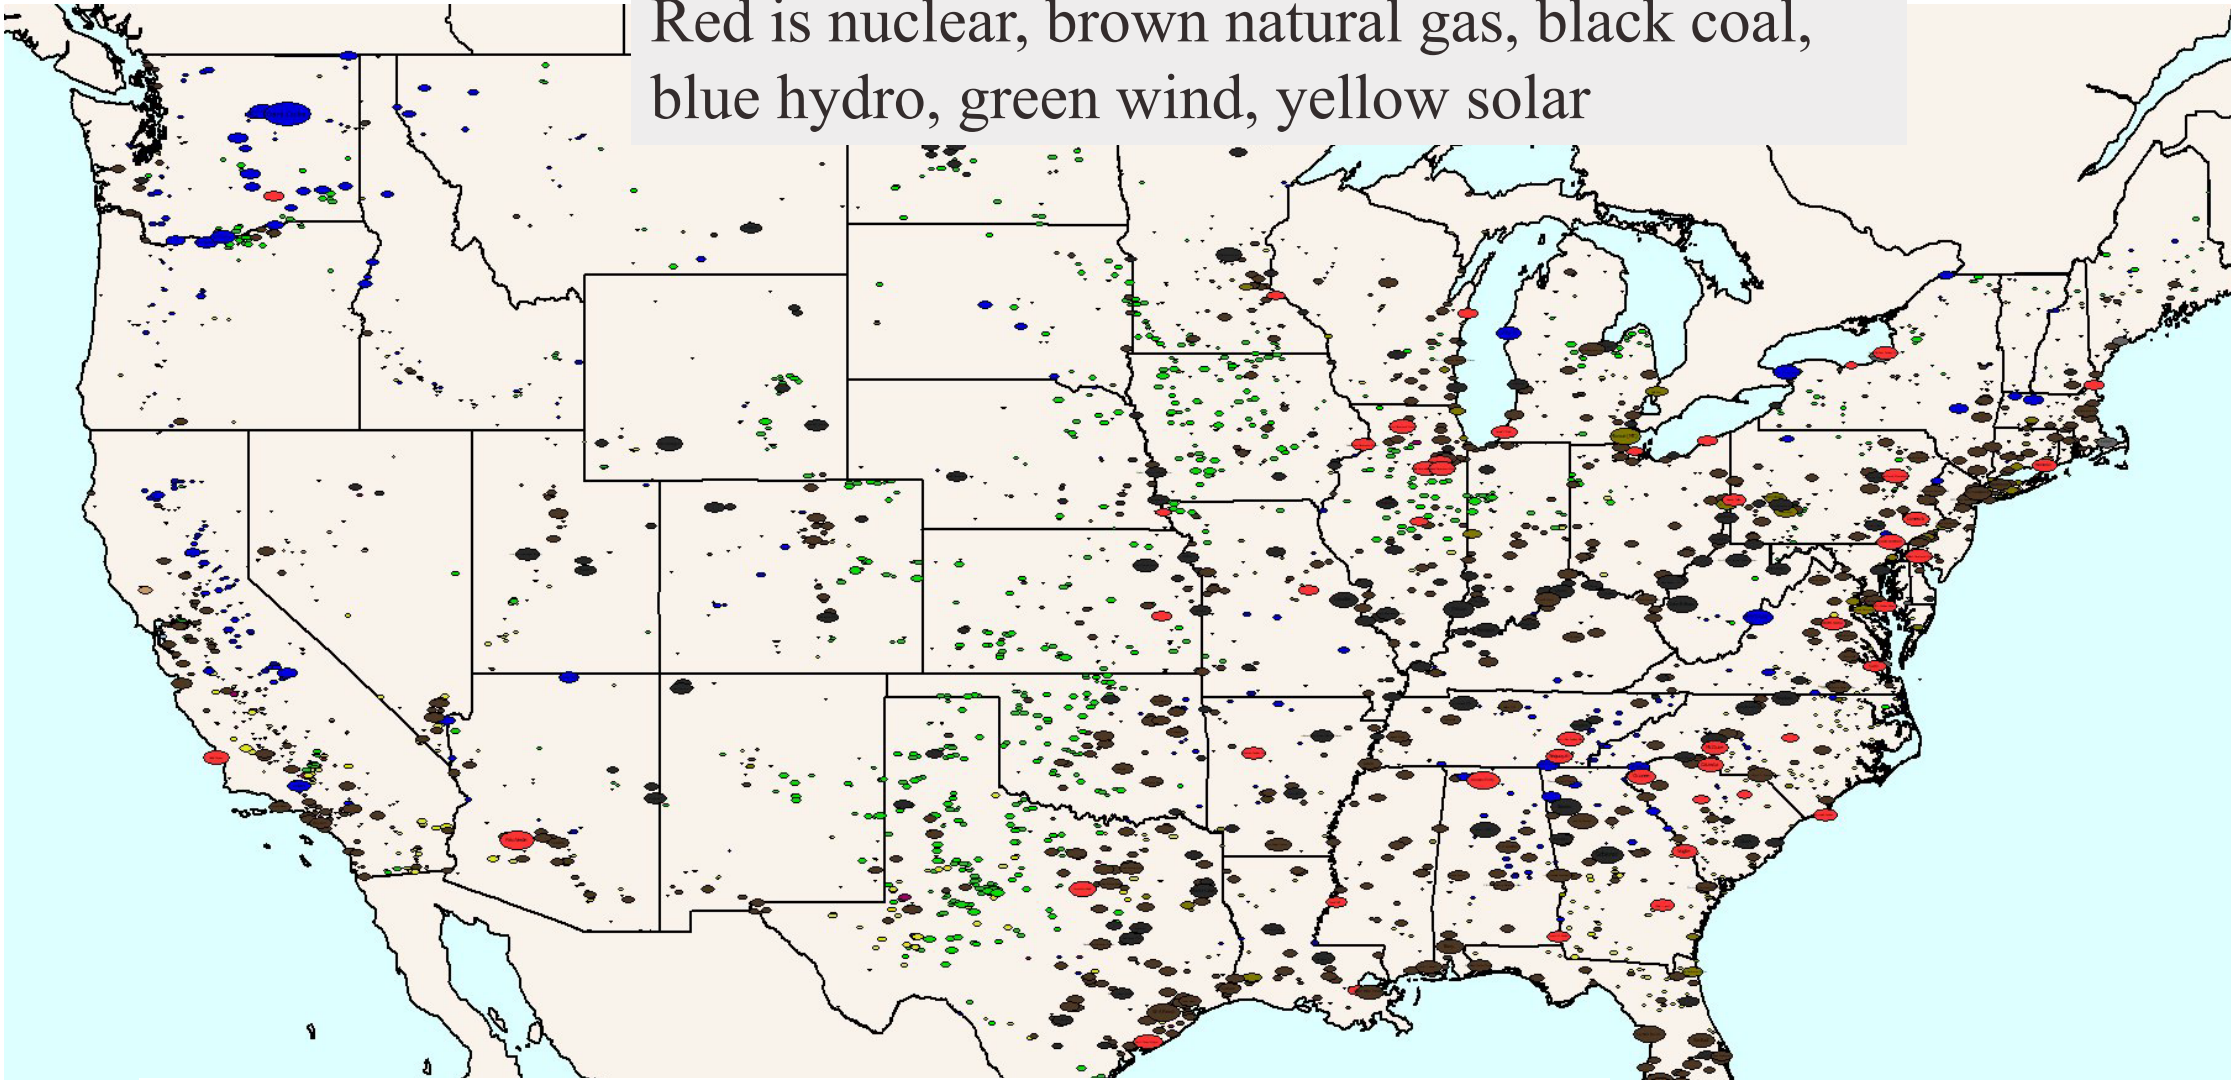 Red is nuclear, brown natural gas, black coal,
blue hydro, green wind, yellow solar